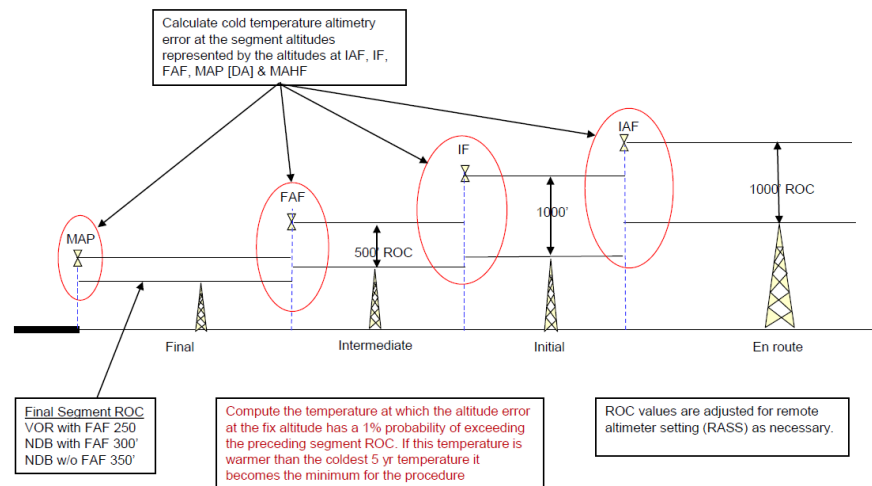 Calculate cold temperature altimetry
error at the segment altitudes
represented by the altitudes at IAF, IF,
FAF, MAP [DA] & MAHF
IAF
IF
FAF
MAP
1000' ROC
1000'
500' ROC
Final
Intermediate
Initial
En route
Final Segment ROC
VOR with FAF 250
NDB with FAF 300'
NDB w/o FAF 350'
Compute the temperature at which the altitude error
at the fix altitude has a 1% probability of exceeding
the preceding segment ROC. If this temperature is
warmer than the coldest 5 yr temperature it
becomes the minimum for the procedure
ROC values are adjusted for remote
altimeter setting (RASS) as necessary.